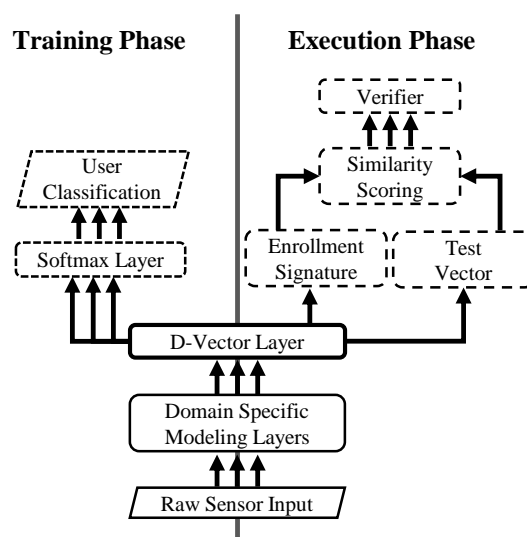 Training Phase
Execution Phase
Verifier
User
Classification
Similarity
Scoring
Softmax Layer
Enrollment
Signature
Test
Vector
D-Vector Layer
Domain Specific
Modeling Layers
Raw Sensor Input